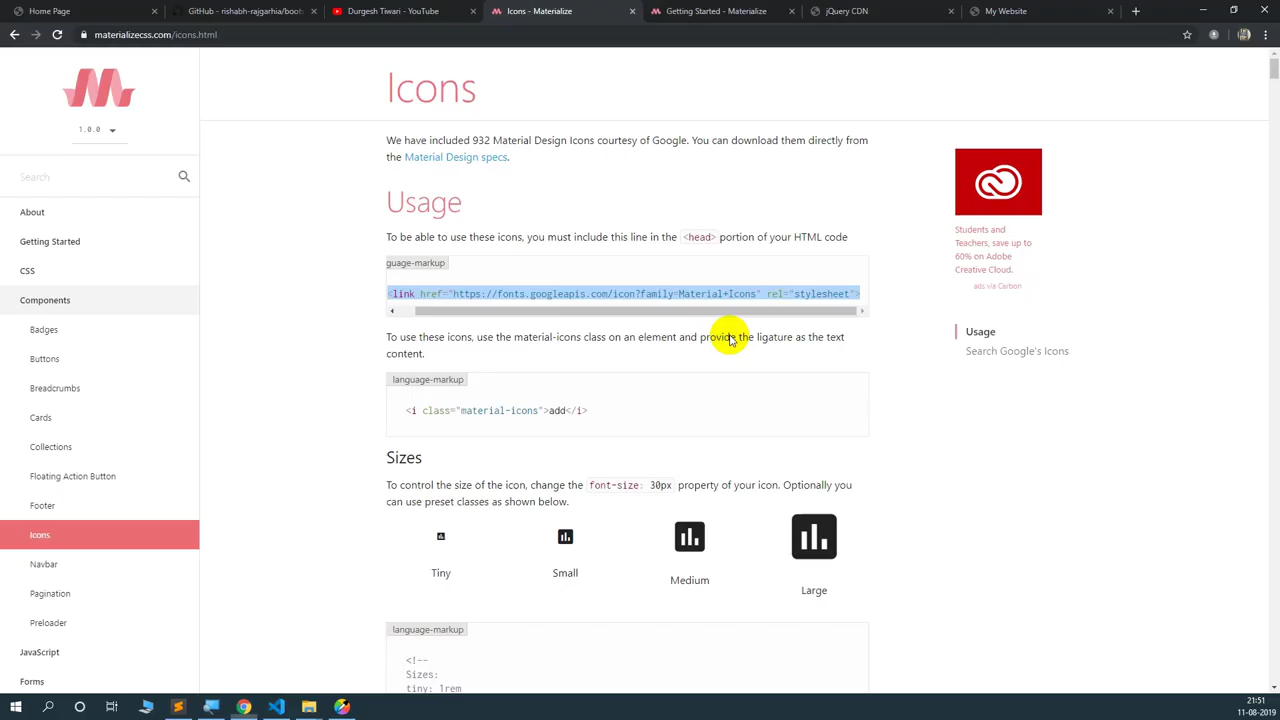 Home Page
GitHub - rishabh-rajgarhia/boot
Durgesh Tiwari - YouTube
Icons - Materialize
Getting Started - Materialize
jQuery CDN
My Website
materializecss.com/icons.html
1.0.0
Search
About
Getting Started
CSS
Components
Badges
Buttons
Breadcrumbs
Cards
Collections
Floating Action Button
Footer
Icons
Navbar
Pagination
Preloader
JavaScript
Forms
Icons
We have included 932 Material Design Icons courtesy of Google. You can download them directly from
the Material Design specs.
Usage
To be able to use these icons, you must include this line in the <head> portion of your HTML code
guage-markup
<link href="https://fonts.googleapis.com/icon?family=Material+Icons" rel="stylesheet">
To use these icons, use the material-icons class on an element and provide the ligature as the text
content.
language-markup
<i class="material-icons">add</i>
Sizes
To control the size of the icon, change the font-size: 30px property of your icon. Optionally you
can use preset classes as shown below.
Tiny
Small
Medium
Large
language-markup
<!--
Sizes:
tiny: 1rem
Students and
Teachers, save up to
60% on Adobe
Creative Cloud.
ads via Carbon
Usage
Search Google's Icons
21:51
11-08-2019